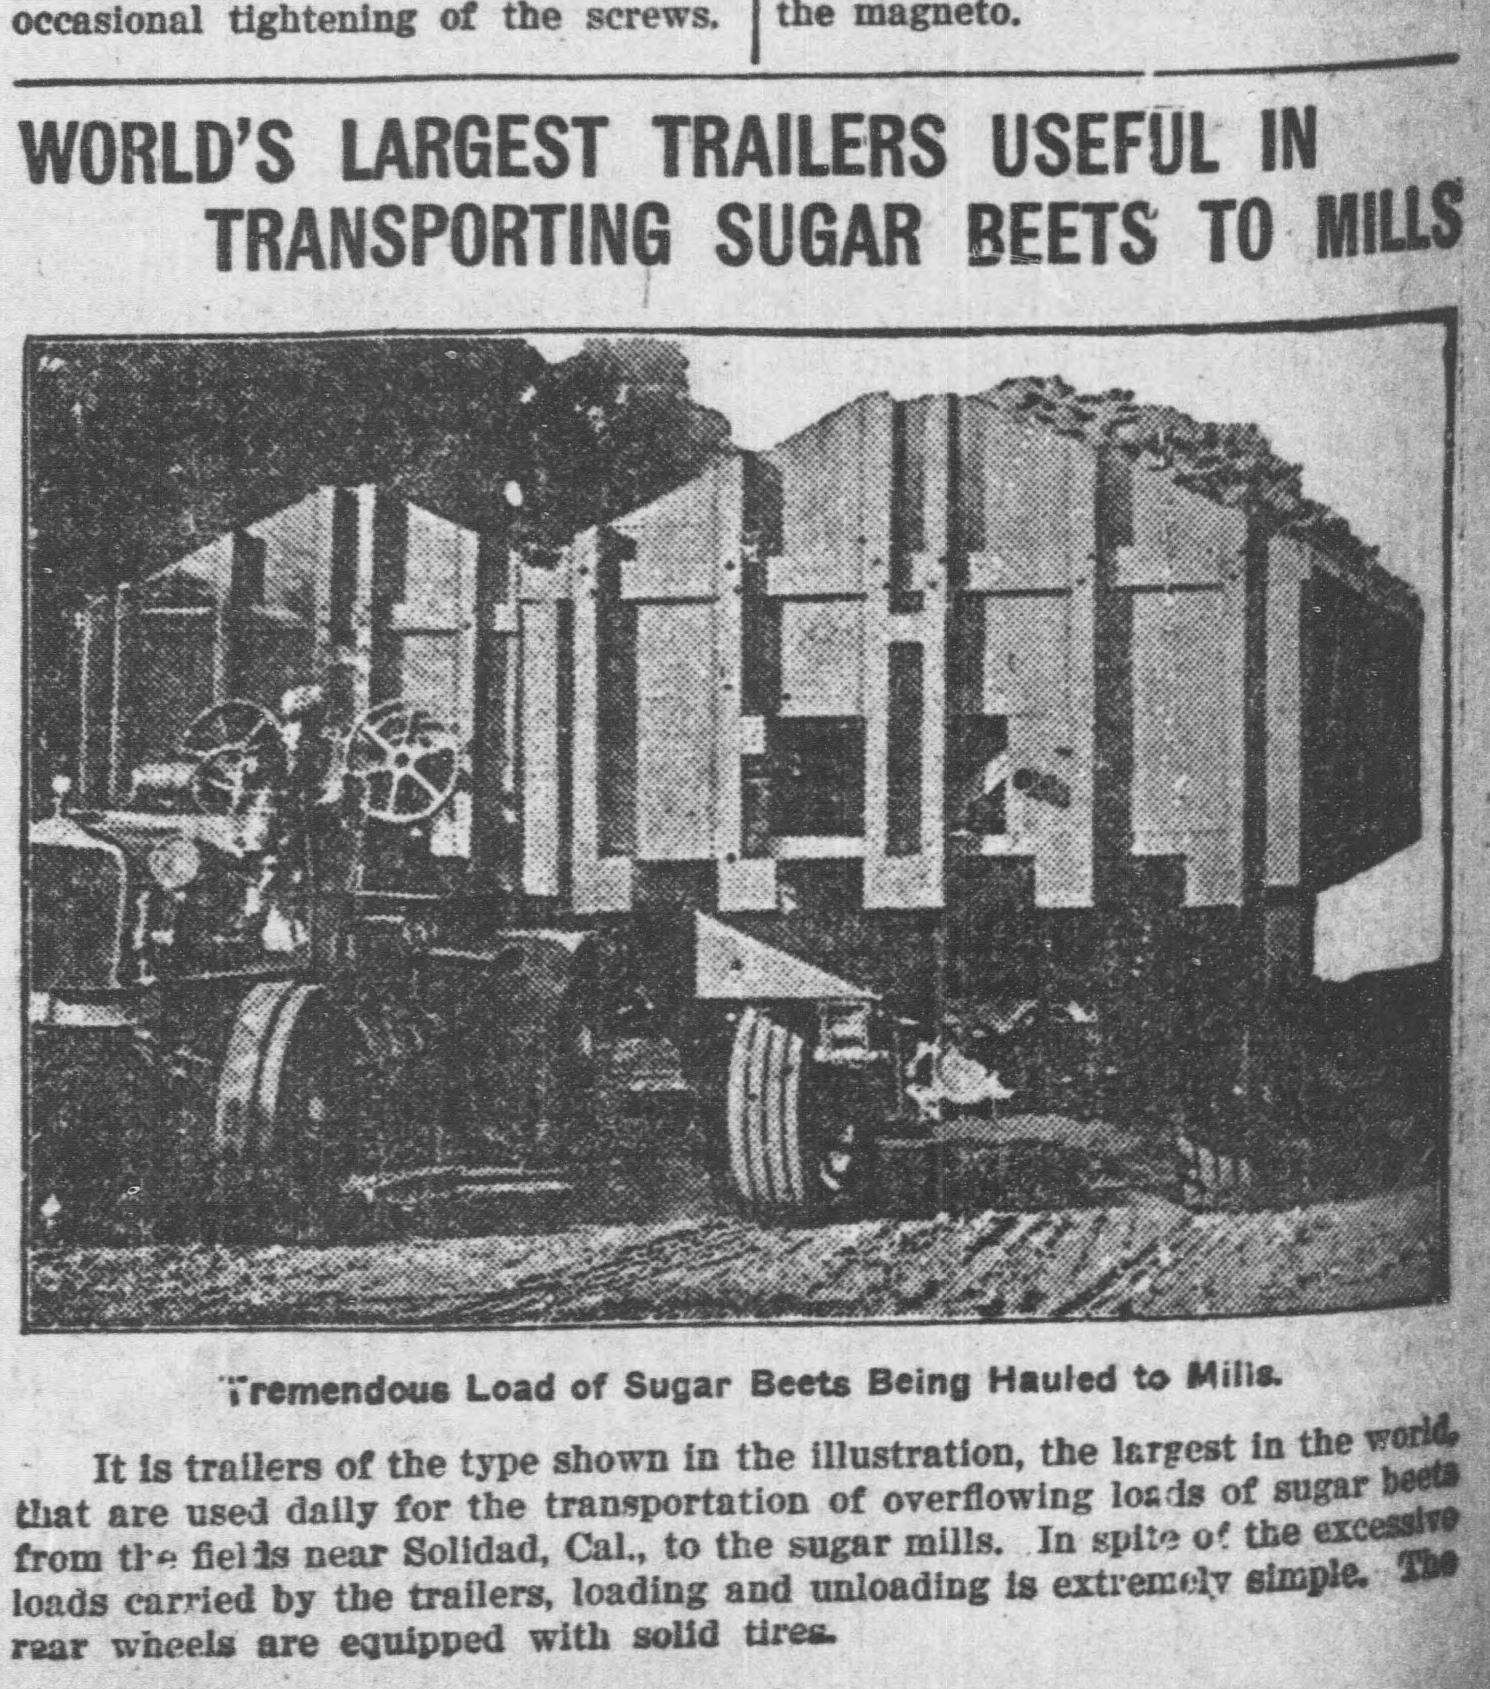 occasional tightening of the screws.
the magneto.
WORLD'S LARGEST TRAILERS USEFUL IN
TRANSPORTING SUGAR BEETS TO MILLS
Tremendous Load of Sugar Beets Being Hauled to Mills.
It is trailers of the type shown in the illustration, the largest in the world,
that are used daily for the transportation of overflowing loads of sugar beets
from the fields near Solidad, Cal., to the sugar mills. In spite of the excessive
loads carried by the trailers, loading and unloading is extremely simple. The
rear wheels are equipped with solid tires.